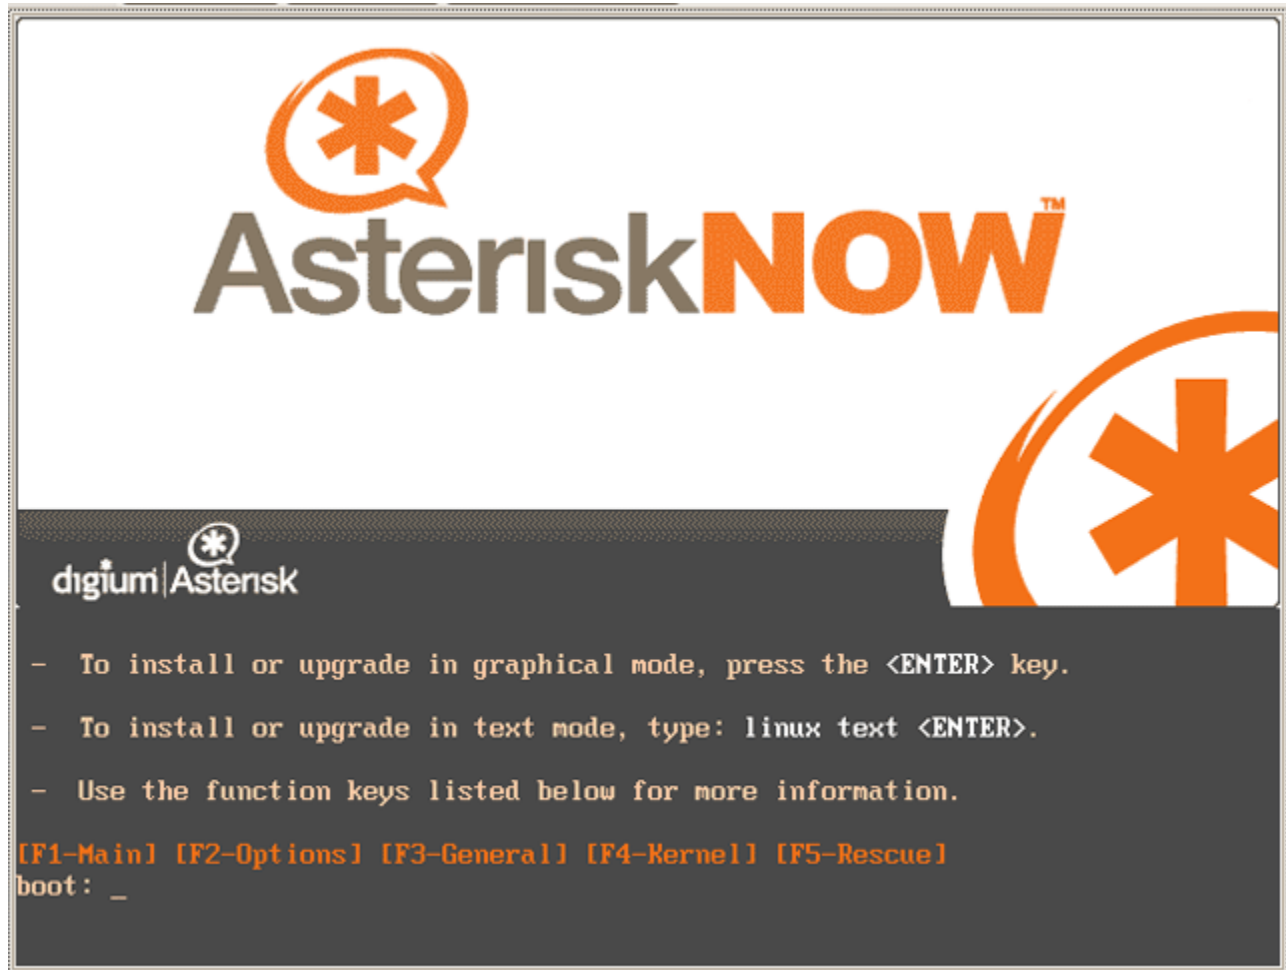 AsteriskNOW™
digium|Asterisk
-  To install or upgrade in graphical mode, press the <ENTER> key.
-  To install or upgrade in text mode, type: linux text <ENTER>.
-  Use the function keys listed below for more information.
[F1-Main] [F2-Options] [F3-General] [F4-Kernel] [F5-Rescue]
boot: _